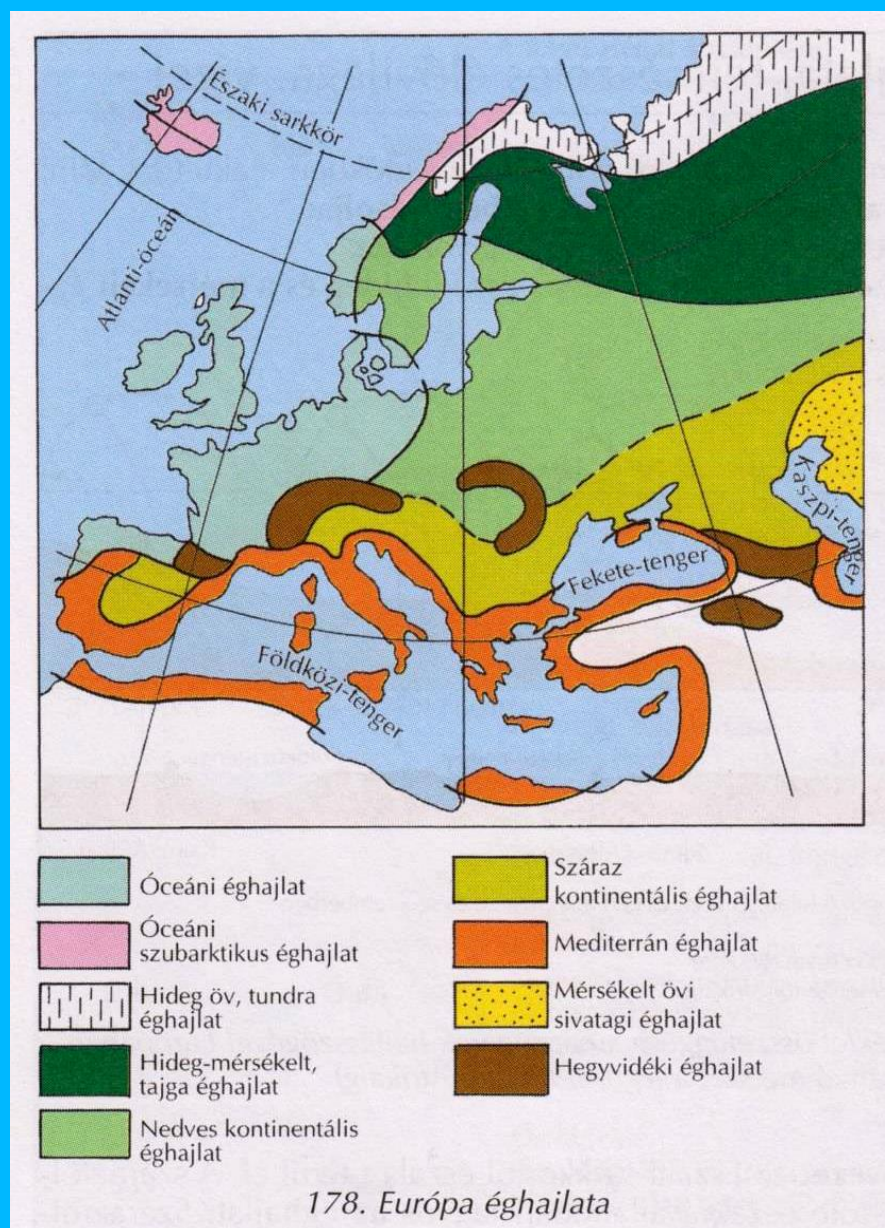 Északi sarkkör
Atlanti-óceán
Kaszpi-tenger
Fekete-tenger
Földközi-tenger
Óceáni éghajlat
Óceáni
szubarktikus éghajlat
Hideg öv, tundra
éghajlat
Hideg-mérsékelt,
tajga éghajlat
Nedves kontinentális
éghajlat
Száraz
kontinentális éghajlat
Mediterrán éghajlat
Mérsékelt övi
sivatagi éghajlat
Hegyvidéki éghajlat
178. Európa éghajlata